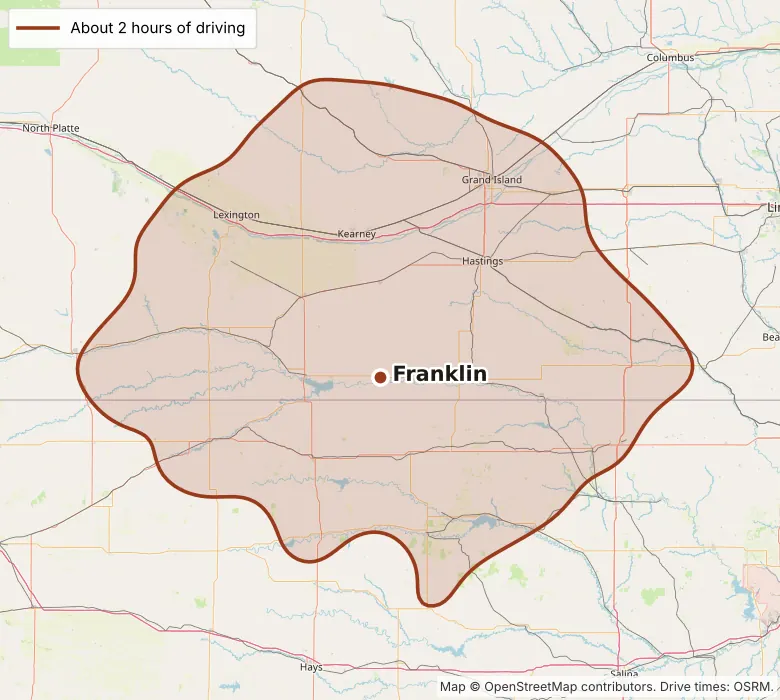 About 2 hours of driving
Columbus
North Platte
Grand Island
Lexington
Kearney
Hastings
Franklin
Hays
Salina
Map © OpenStreetMap contributors. Drive times: OSRM.